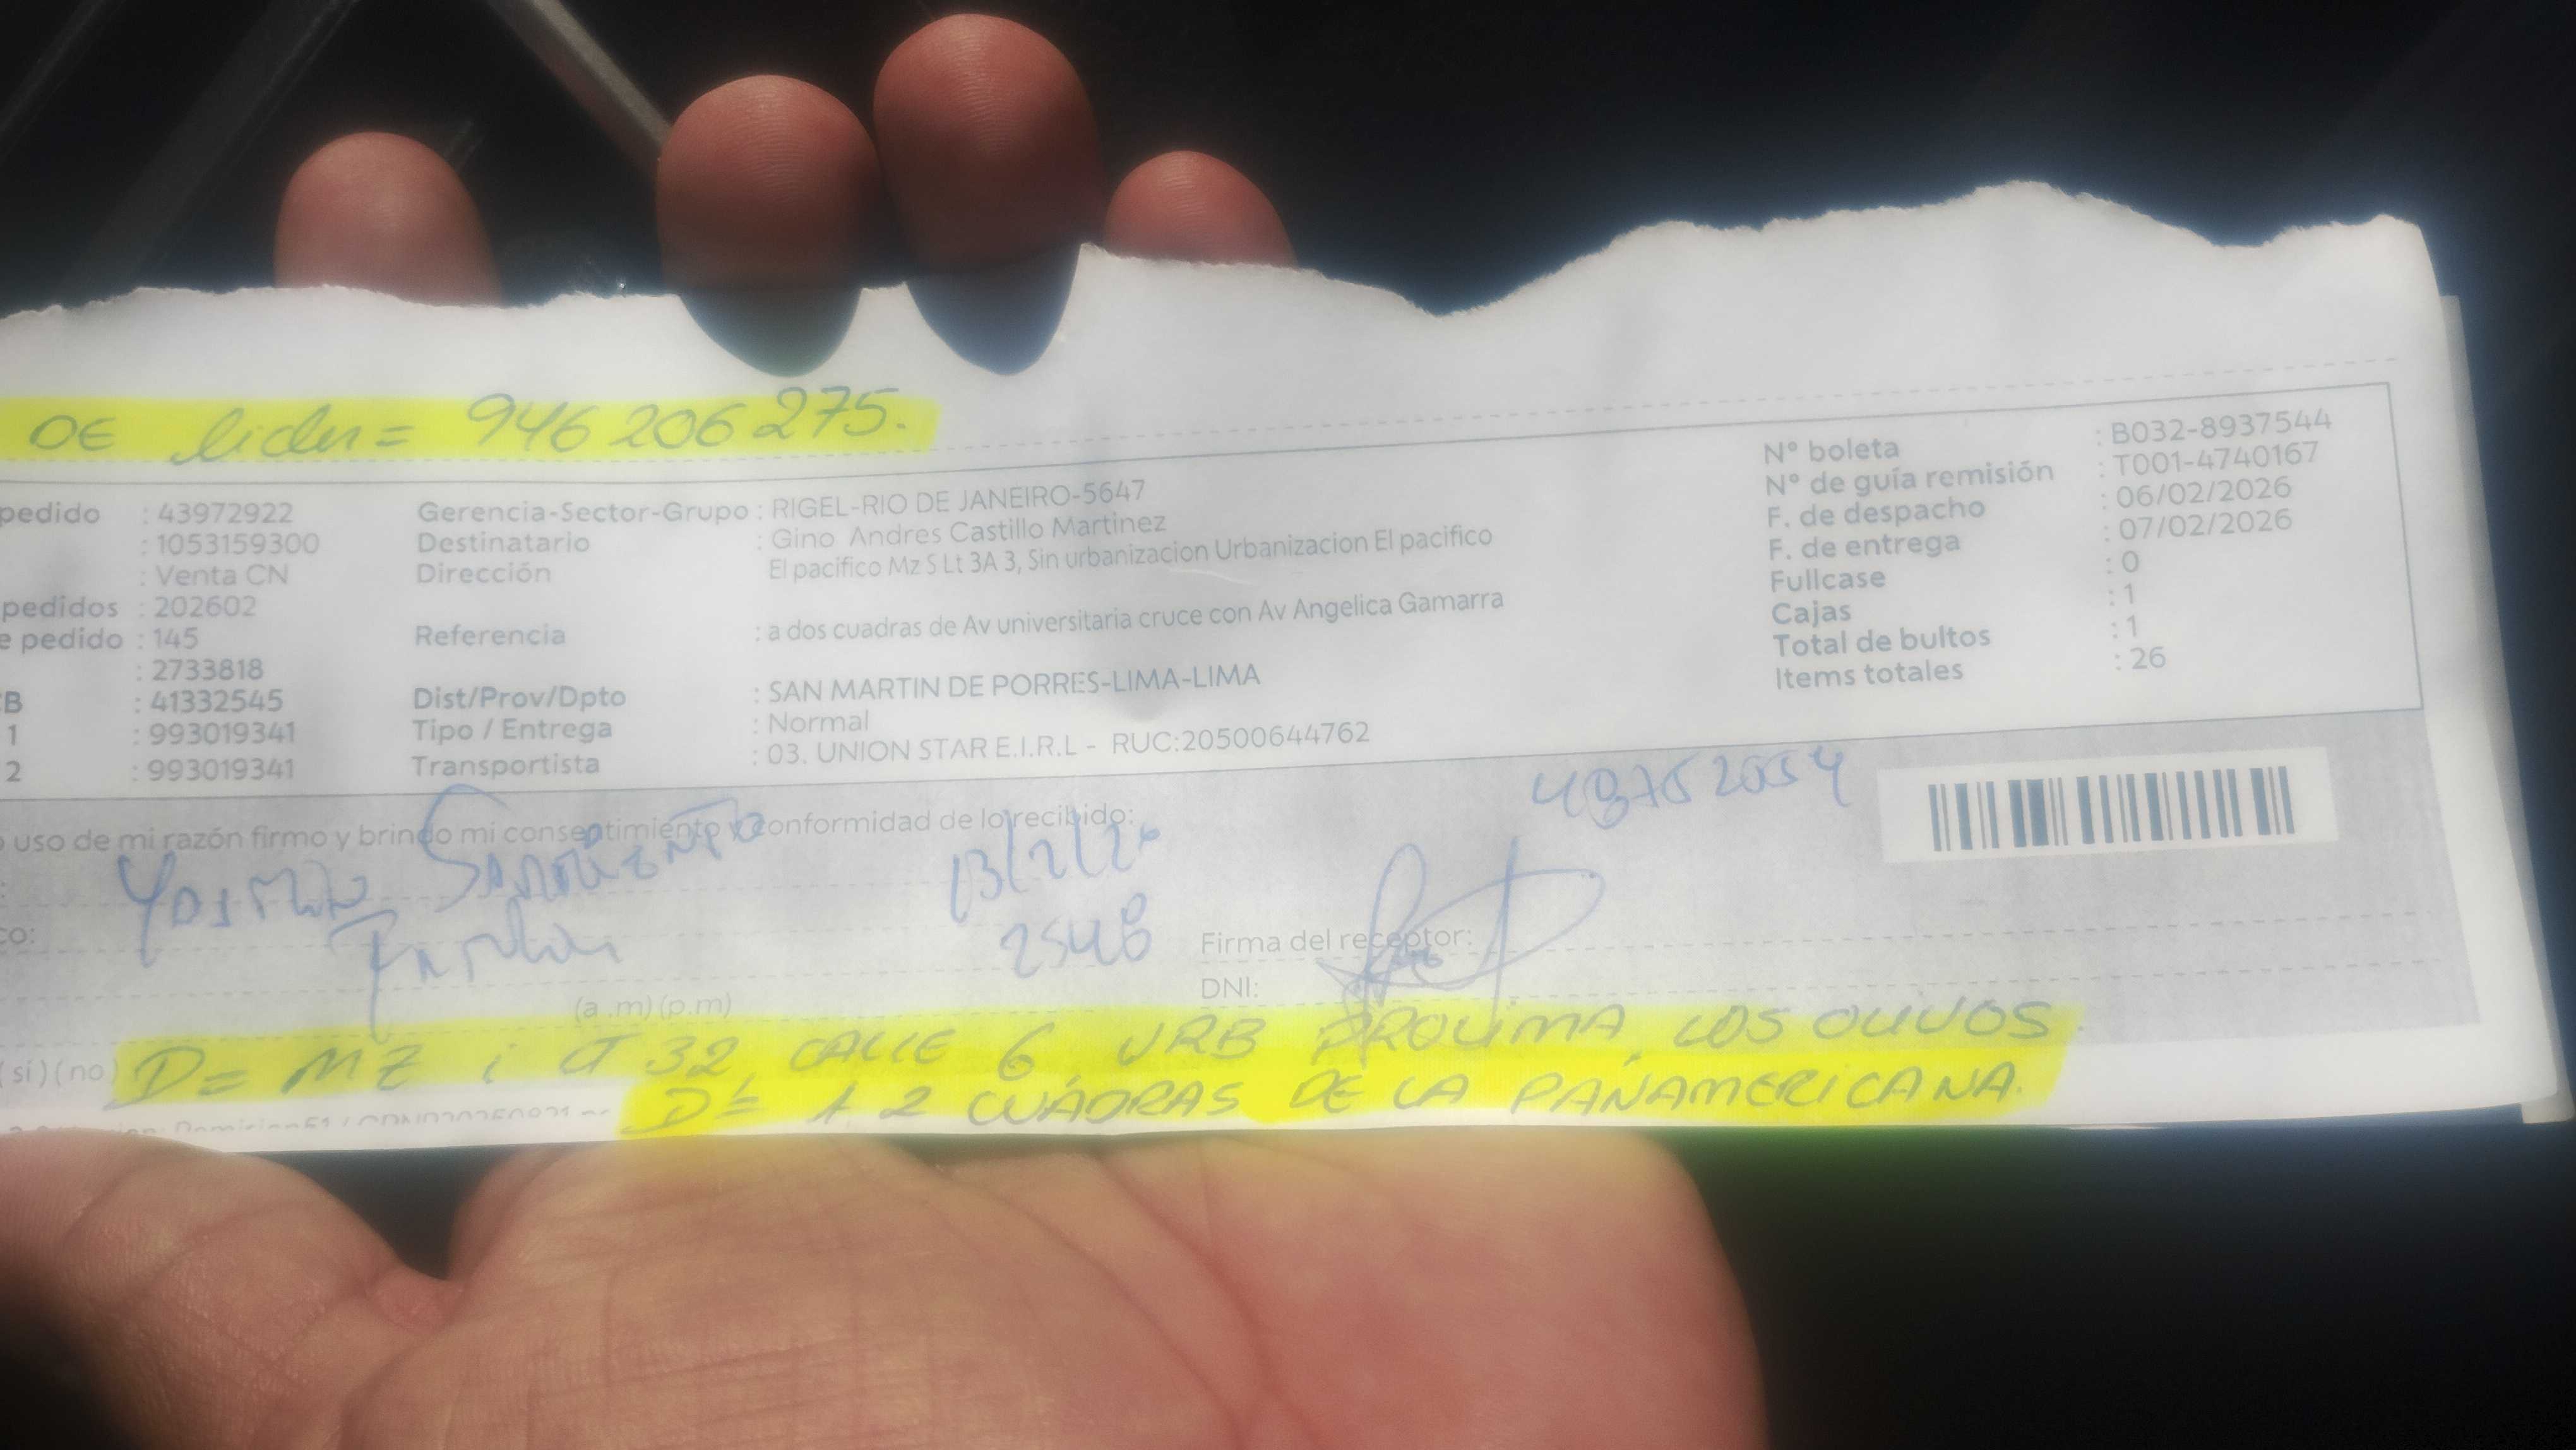 DE lider = 946 206 275.
pedido : 43972922
: 1053159300
: Venta CN
pedidos : 202602
e pedido : 145
: 2733818
B : 41332545
1 : 993019341
2 : 993019341
Gerencia-Sector-Grupo : RIGEL-RIO DE JANEIRO-5647
Destinatario : Gino Andres Castillo Martinez
Dirección El pacifico Mz S Lt 3A 3, Sin urbanizacion Urbanizacion El pacifico
Referencia : a dos cuadras de Av universitaria cruce con Av Angelica Gamarra
Dist/Prov/Dpto : SAN MARTIN DE PORRES-LIMA-LIMA
Tipo / Entrega : Normal
Transportista : 03. UNION STAR E.I.R.L - RUC:20500644762
N° boleta : B032-8937544
N° de guía remisión : T001-4740167
F. de despacho : 06/02/2026
F. de entrega : 07/02/2026
Fullcase : 0
Cajas : 1
Total de bultos : 1
Items totales : 26
uso de mi razón firmo y brindo mi consentimiento y conformidad de lo recibido:
13/2/26
co:
Firma del receptor:
DNI:
(a .m) (p.m)
(sí) (no) D= MZ i LT 32, CALLE 6, URB PROLIMA, LOS OLIVOS.
D= A 2 CUADRAS DE LA PANAMERICANA.